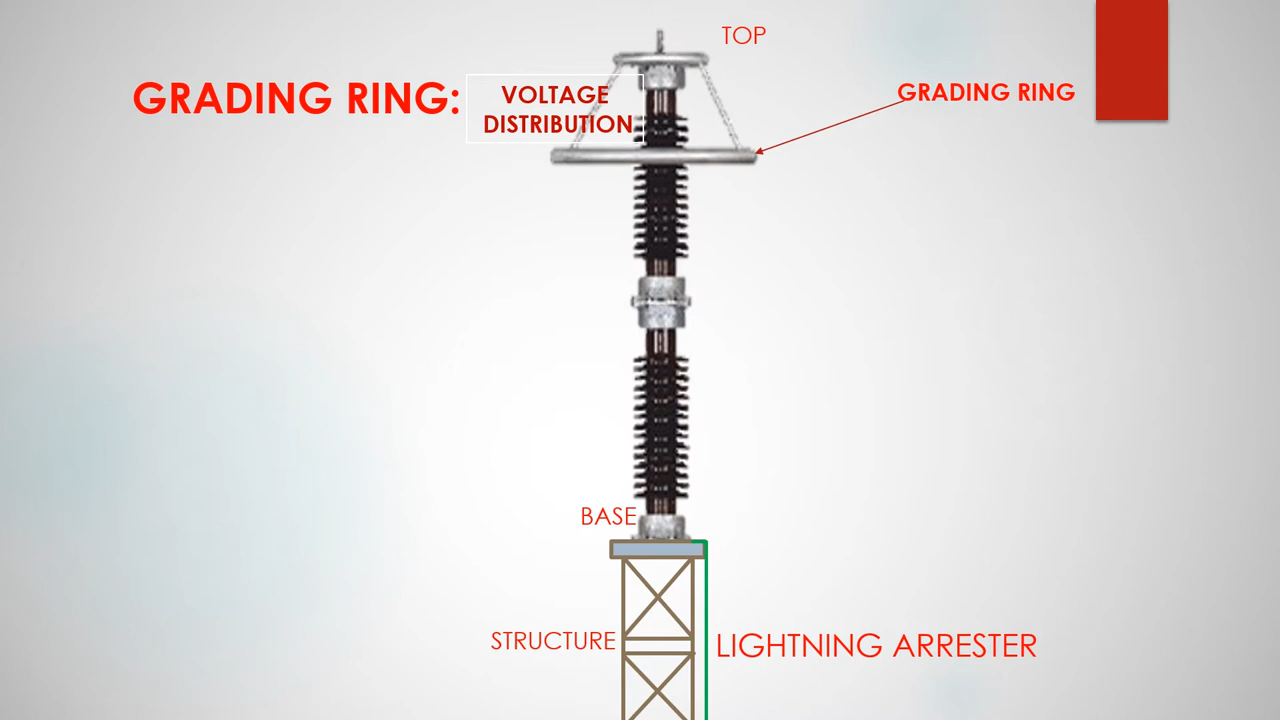 TOP
GRADING RING:
VOLTAGE
DISTRIBUTION
GRADING RING
BASE
STRUCTURE
LIGHTNING ARRESTER